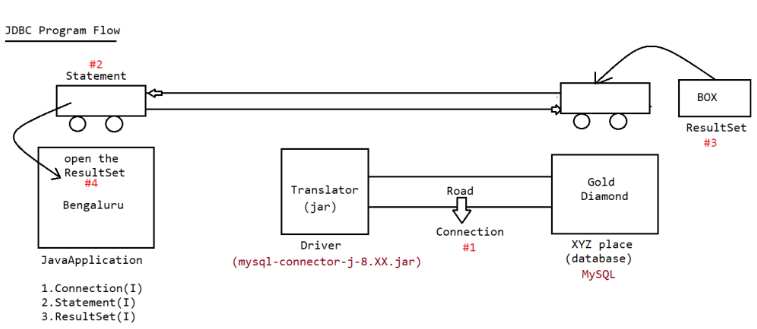 JDBC Program Flow
#2
Statement
BOX
ResultSet
#3
open the
ResultSet
#4
Bengaluru
JavaApplication
Translator
(jar)
Driver
(mysql-connector-j-8.XX.jar)
Road
Connection
#1
Gold
Diamond
XYZ place
(database)
MySQL
1.Connection(I)
2.Statement(I)
3.ResultSet(I)